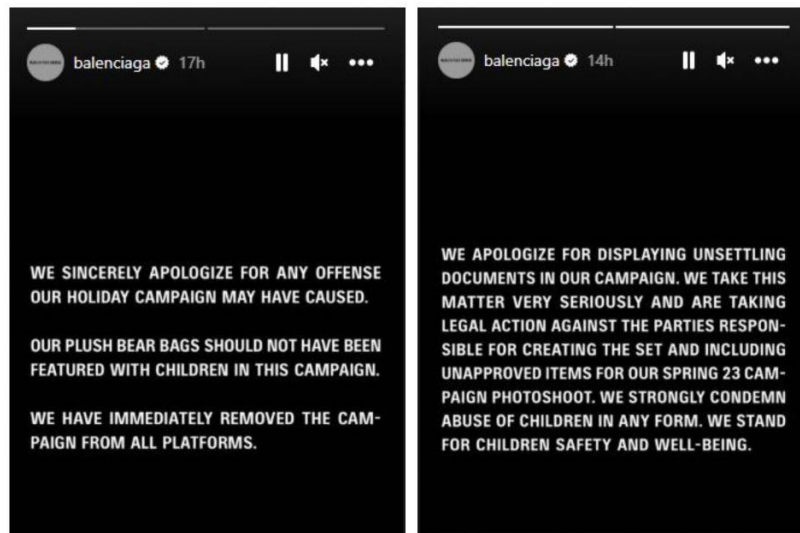 balenciaga 17h
WE SINCERELY APOLOGIZE FOR ANY OFFENSE
OUR HOLIDAY CAMPAIGN MAY HAVE CAUSED.
OUR PLUSH BEAR BAGS SHOULD NOT HAVE BEEN
FEATURED WITH CHILDREN IN THIS CAMPAIGN.
WE HAVE IMMEDIATELY REMOVED THE CAM-
PAIGN FROM ALL PLATFORMS.
balenciaga 14h
WE APOLOGIZE FOR DISPLAYING UNSETTLING
DOCUMENTS IN OUR CAMPAIGN. WE TAKE THIS
MATTER VERY SERIOUSLY AND ARE TAKING
LEGAL ACTION AGAINST THE PARTIES RESPON-
SIBLE FOR CREATING THE SET AND INCLUDING
UNAPPROVED ITEMS FOR OUR SPRING 23 CAM-
PAIGN PHOTOSHOOT. WE STRONGLY CONDEMN
ABUSE OF CHILDREN IN ANY FORM. WE STAND
FOR CHILDREN SAFETY AND WELL-BEING.